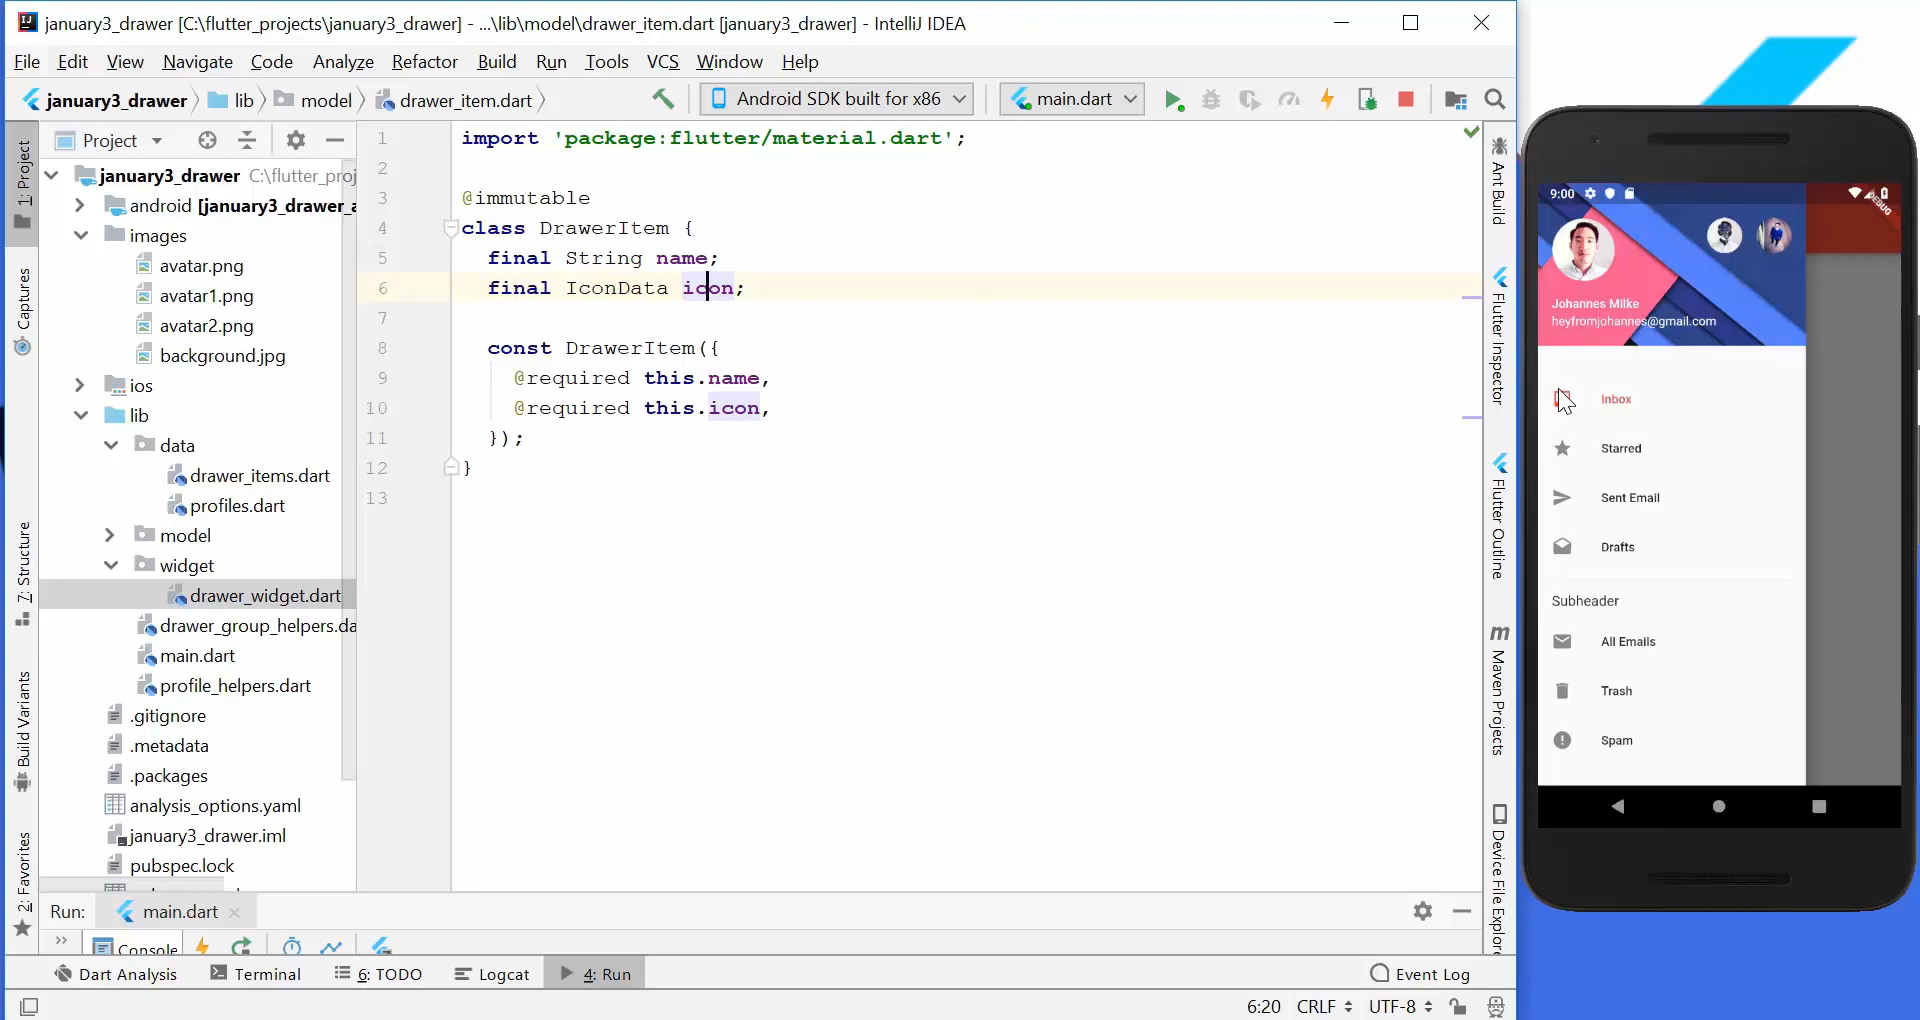 january3_drawer [C:\flutter_projects\january3_drawer] - ...\lib\model\drawer_item.dart [january3_drawer] - IntelliJ IDEA
File Edit View Navigate Code Analyze Refactor Build Run Tools VCS Window Help
january3_drawer lib model drawer_item.dart Android SDK built for x86 main.dart
Project
january3_drawer C:\flutter_proj
android [january3_drawer_a
images
avatar.png
avatar1.png
avatar2.png
background.jpg
ios
lib
data
drawer_items.dart
profiles.dart
model
widget
drawer_widget.dart
drawer_group_helpers.da
main.dart
profile_helpers.dart
.gitignore
.metadata
.packages
analysis_options.yaml
january3_drawer.iml
pubspec.lock
1: Project
Captures
7: Structure
Build Variants
2: Favorites
1 import 'package:flutter/material.dart';
2
3 @immutable
4 class DrawerItem {
5 final String name;
6 final IconData icon;
7
8 const DrawerItem({
9 @required this.name,
10 @required this.icon,
11 });
12 }
13
Ant Build
Flutter Inspector
Flutter Outline
m Maven Projects
Device File Explore
Run: main.dart
Console
Dart Analysis Terminal 6: TODO Logcat 4: Run Event Log
6:20 CRLF UTF-8
9:00
DEBUG
Johannes Milke
heyfromjohannes@gmail.com
Inbox
Starred
Sent Email
Drafts
Subheader
All Emails
Trash
Spam